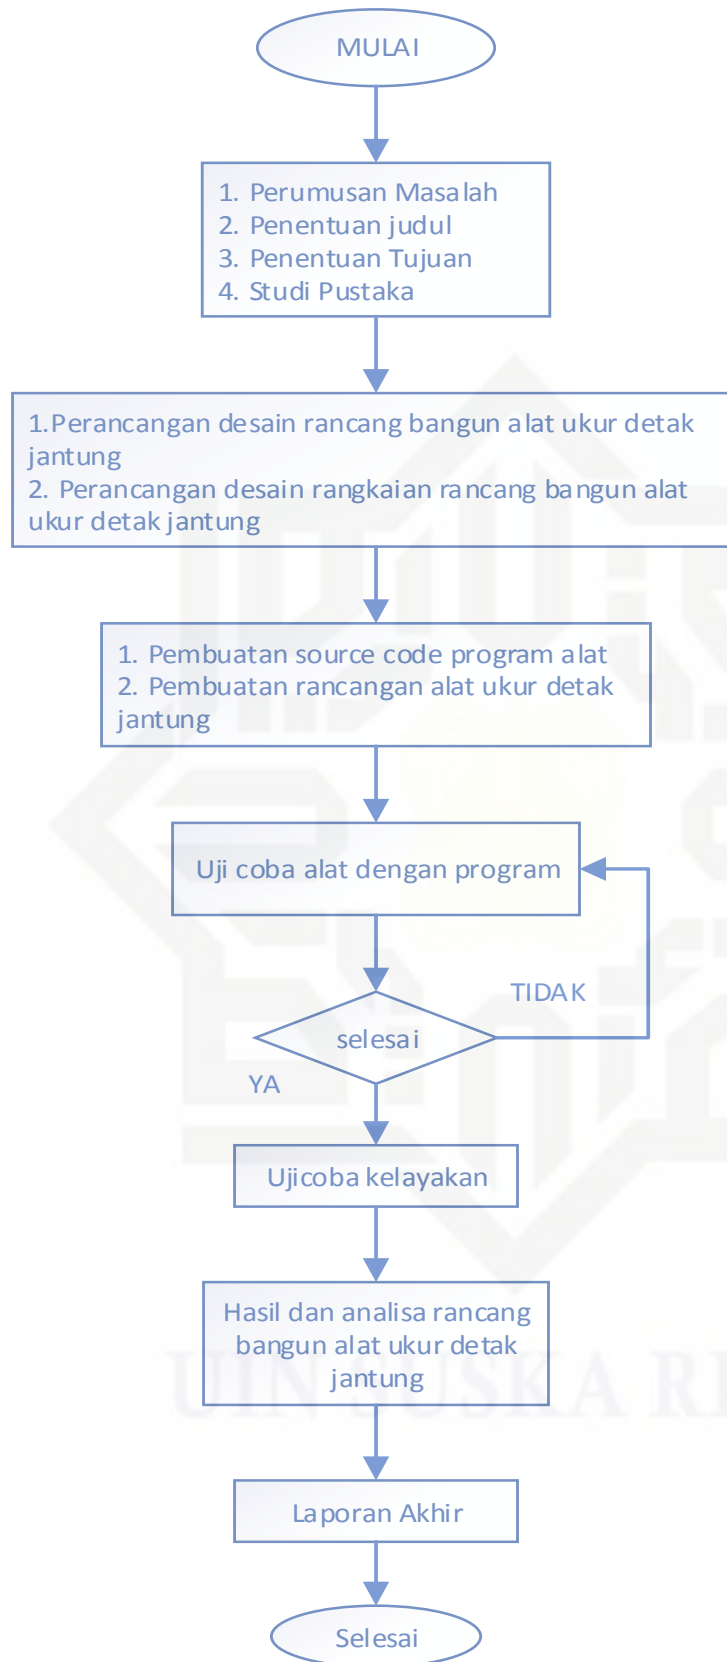 MULAI
1. Perumusan Masalah
2. Penentuan judul
3. Penentuan Tujuan
4. Studi Pustaka
1.Perancangan desain rancang bangun alat ukur detak
jantung
2. Perancangan desain rangkaian rancang bangun alat
ukur detak jantung
1. Pembuatan source code program alat
2. Pembuatan rancangan alat ukur detak
jantung
Uji coba alat dengan program
TIDAK
selesai
YA
Ujicoba kelayakan
Hasil dan analisa rancang
bangun alat ukur detak
jantung
UIN SUSKA
Laporan Akhir
Selesai